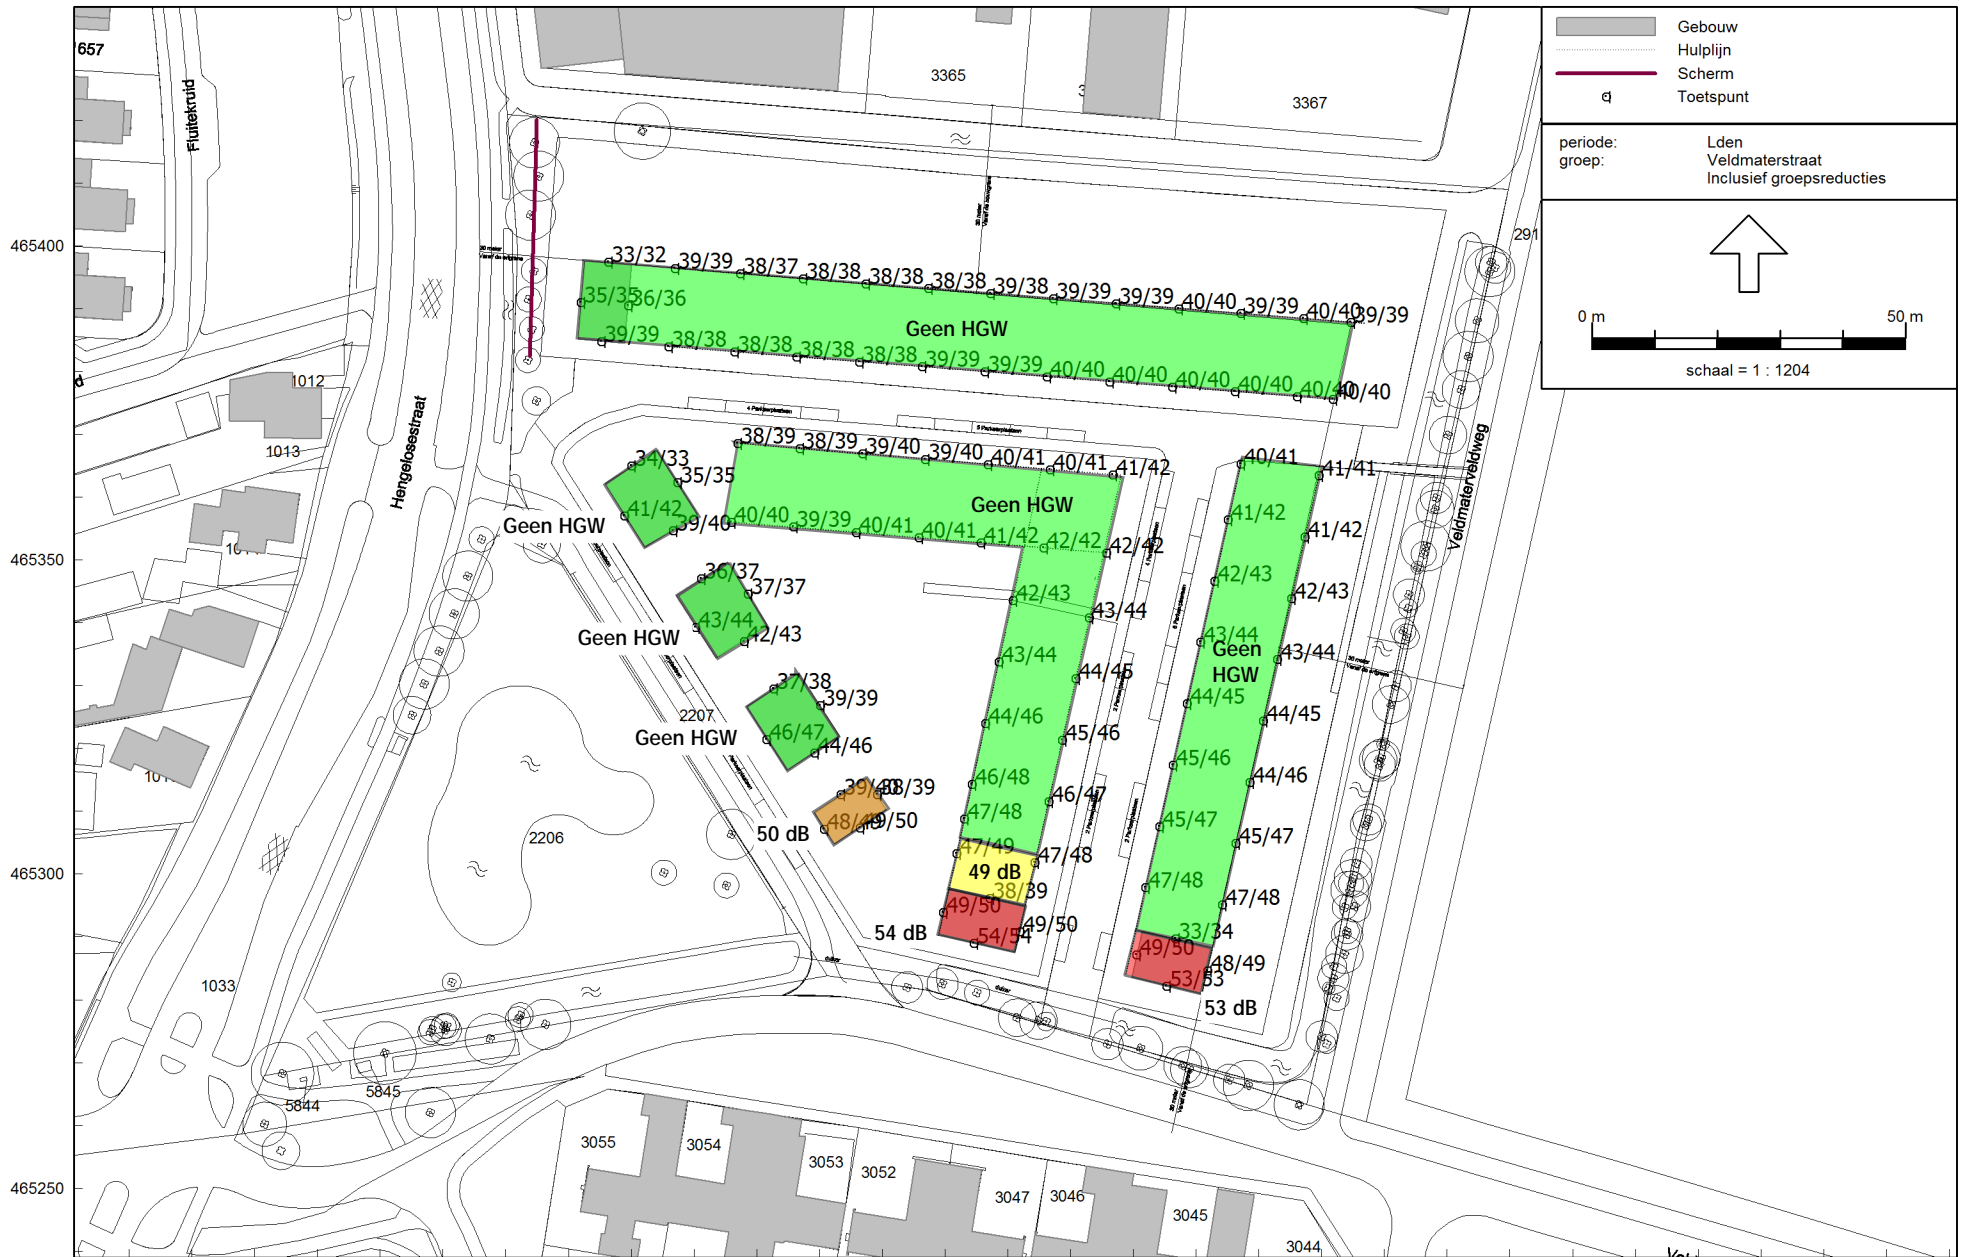 Gebouw
Hulplijn
Scherm
Toetspunt
periode: Lden
groep: Veldmaterstraat
Inclusief groepsreducties
0 m 50 m
schaal = 1 : 1204
657
Fluitekruid
3365
3367
291
465400
465350
465300
465250
33/32 39/39 38/37 38/38 38/38 38/38 39/38 39/39 39/39 40/40 39/39 40/40 39/39
35/35 36/36
Geen HGW
39/39 38/38 38/38 38/38 38/38 39/39 39/39 40/40 40/40 40/40 40/40 40/40 40/40
1012
1013
Hengelosestraat
Veldmaterveldweg
4 Parkeerplaatsen
34/33
35/35
41/42
39/40
Geen HGW
38/39 38/39 39/40 39/40 40/41 40/41 41/42
Geen HGW
40/40 39/39 40/41 40/41 41/42 42/42 42/42
36/37
37/37
43/44
42/43
Geen HGW
37/38
39/39
46/47
44/46
Geen HGW
2207
39/40 38/39
48/49 49/50
50 dB
42/43
43/44
43/44
44/45
44/46
45/46
46/48
46/47
47/48
47/49
47/48
49 dB
38/39
49/50
49/50
54/54
54 dB
40/41
41/41
41/42
41/42
42/43
42/43
43/44
43/44
Geen
HGW
44/45
44/45
45/46
44/46
45/47
45/47
47/48
47/48
33/34
49/50
48/49
53/53
53 dB
2206
1033
5844
5845
3055
3054
3053
3052
3047
3046
3045
3044